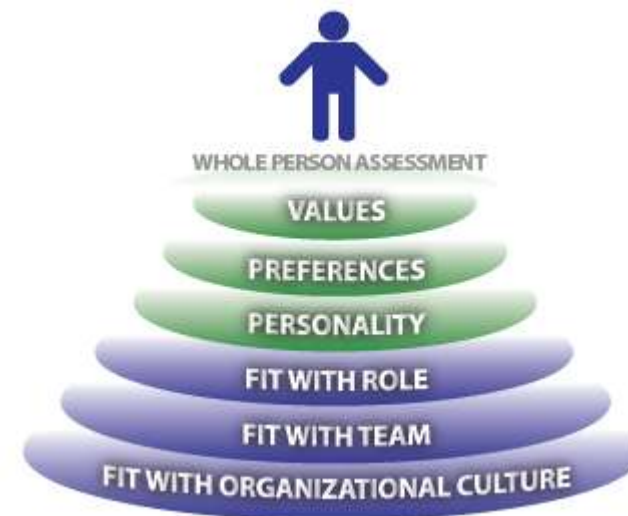 WHOLE PERSON ASSESSMENT
VALUES
PREFERENCES
PERSONALITY
FIT WITH ROLE
FIT WITH TEAM
FIT WITH ORGANIZATIONAL CULTURE